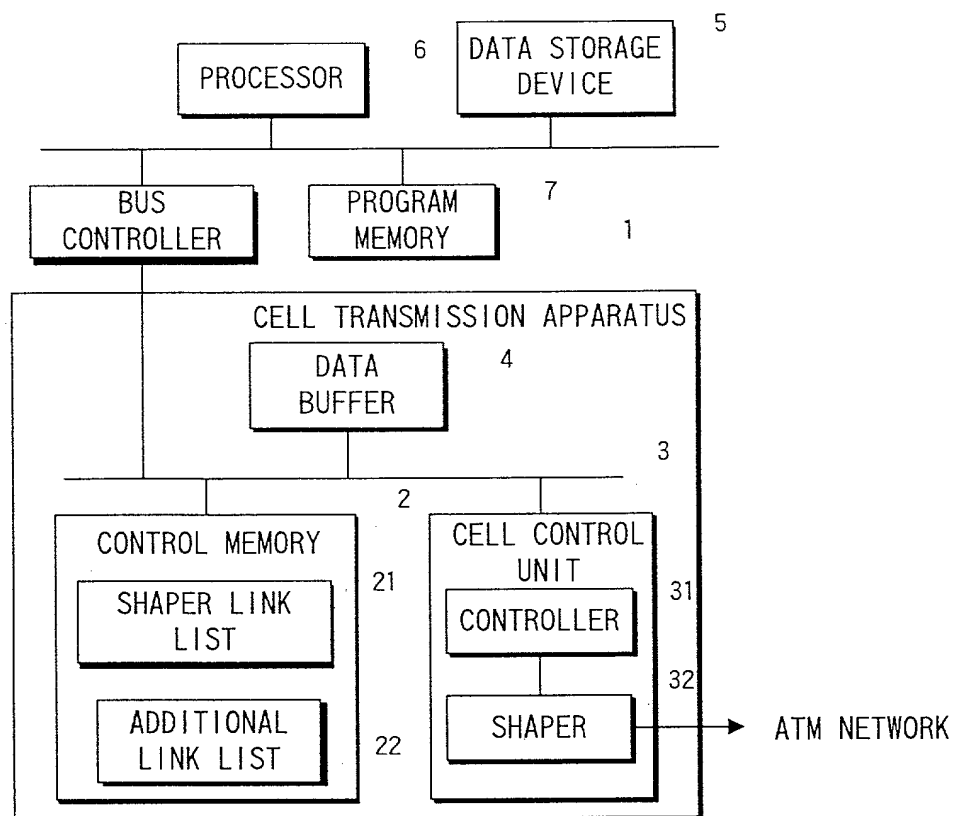 5
6
DATA STORAGE
DEVICE
PROCESSOR
7
BUS
CONTROLLER
PROGRAM
MEMORY
1
CELL TRANSMISSION APPARATUS
4
DATA
BUFFER
3
2
CONTROL MEMORY
CELL CONTROL
UNIT
21
SHAPER LINK
LIST
31
CONTROLLER
32
ADDITIONAL
LINK LIST
22
SHAPER
ATM NETWORK